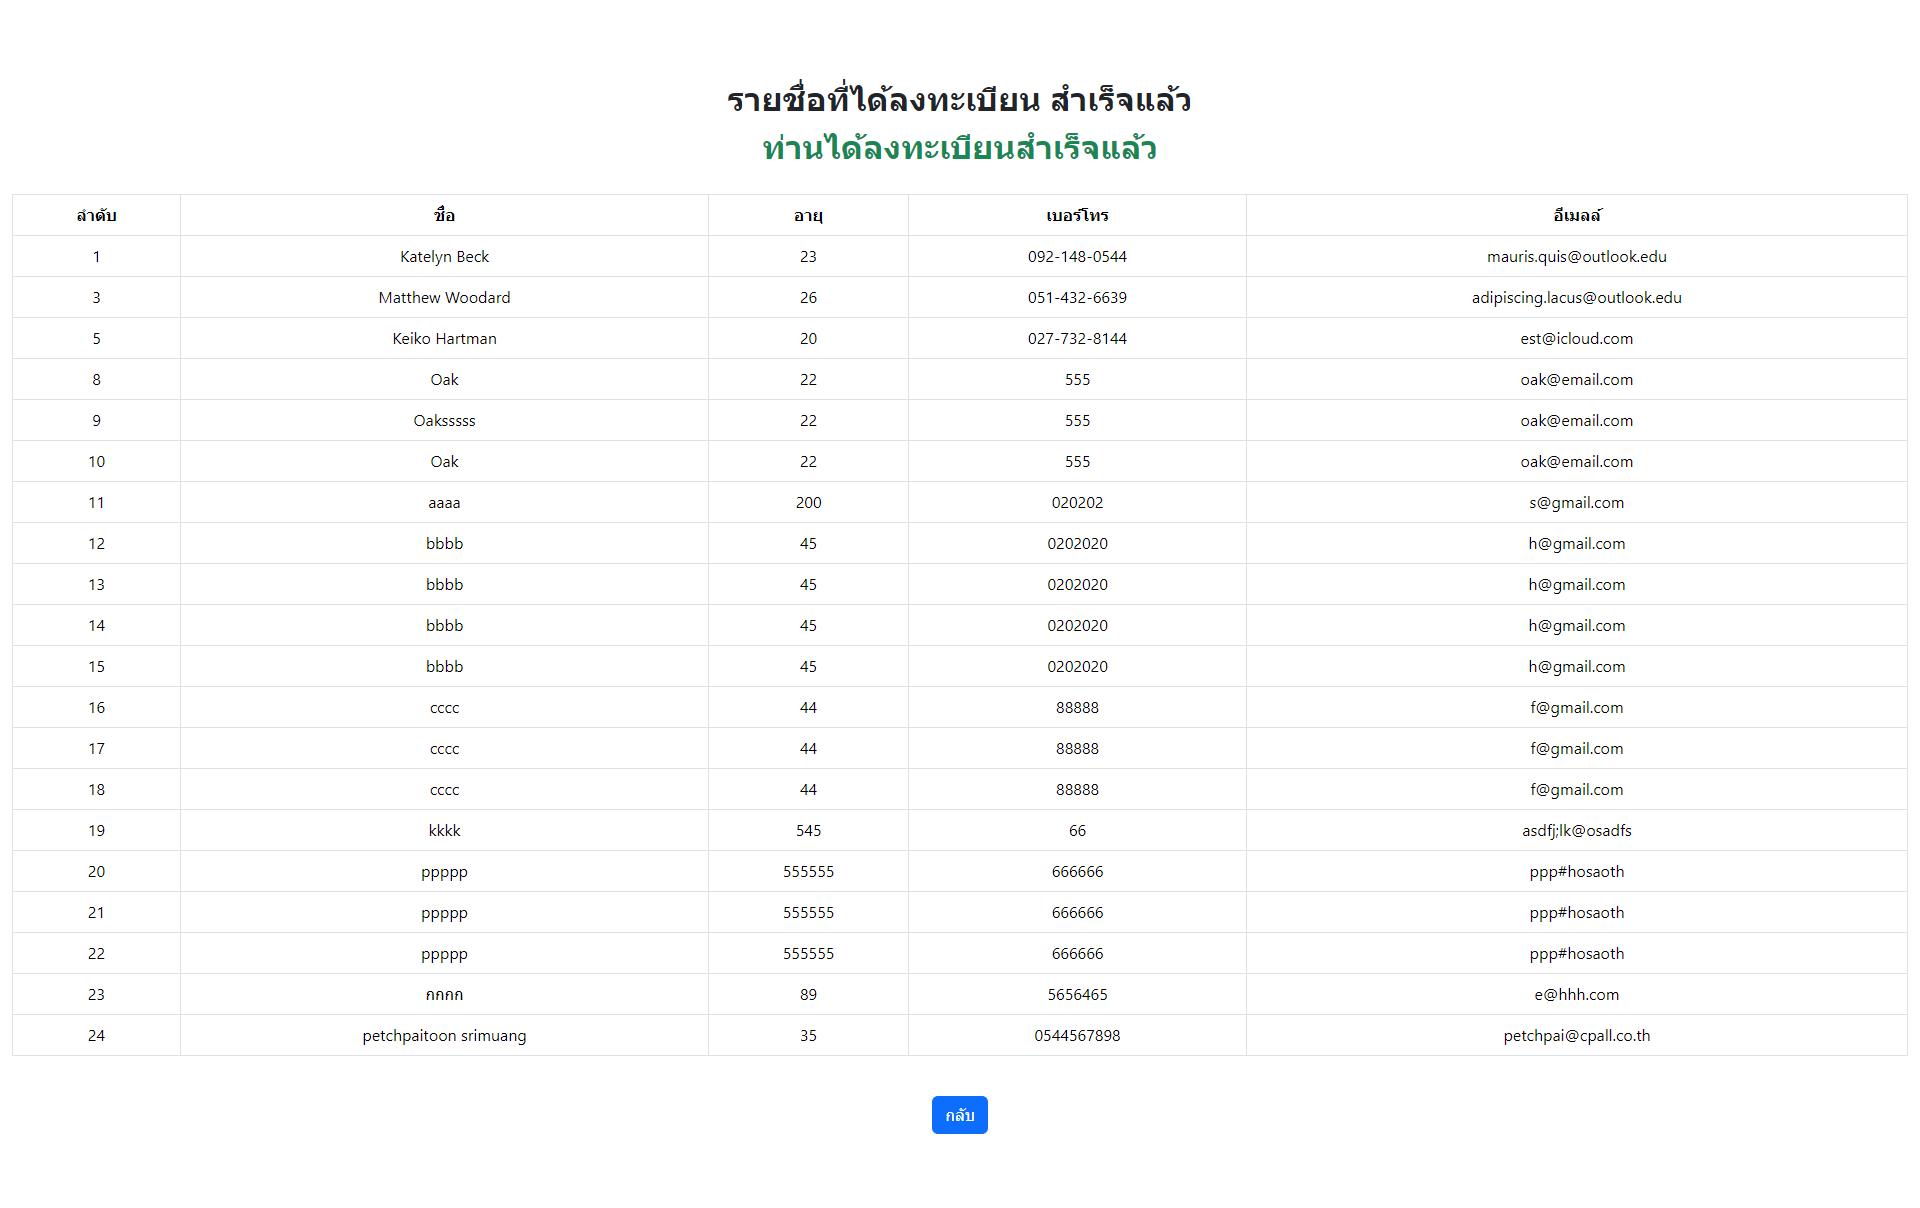 รายชื่อที่ได้ลงทะเบียน สำเร็จแล้ว
ท่านได้ลงทะเบียนสำเร็จแล้ว
ลำดับ ชื่อ อายุ เบอร์โทร อีเมลล์
1 Katelyn Beck 23 092-148-0544 mauris.quis@outlook.edu
3 Matthew Woodard 26 051-432-6639 adipiscing.lacus@outlook.edu
5 Keiko Hartman 20 027-732-8144 est@icloud.com
8 Oak 22 555 oak@email.com
9 Oaksssss 22 555 oak@email.com
10 Oak 22 555 oak@email.com
11 aaaa 200 020202 s@gmail.com
12 bbbb 45 0202020 h@gmail.com
13 bbbb 45 0202020 h@gmail.com
14 bbbb 45 0202020 h@gmail.com
15 bbbb 45 0202020 h@gmail.com
16 cccc 44 88888 f@gmail.com
17 cccc 44 88888 f@gmail.com
18 cccc 44 88888 f@gmail.com
19 kkkk 545 66 asdfj;lk@osadfs
20 ppppp 555555 666666 ppp#hosaoth
21 ppppp 555555 666666 ppp#hosaoth
22 ppppp 555555 666666 ppp#hosaoth
23 กกกก 89 5656465 e@hhh.com
24 petchpaitoon srimuang 35 0544567898 petchpai@cpall.co.th
กลับ